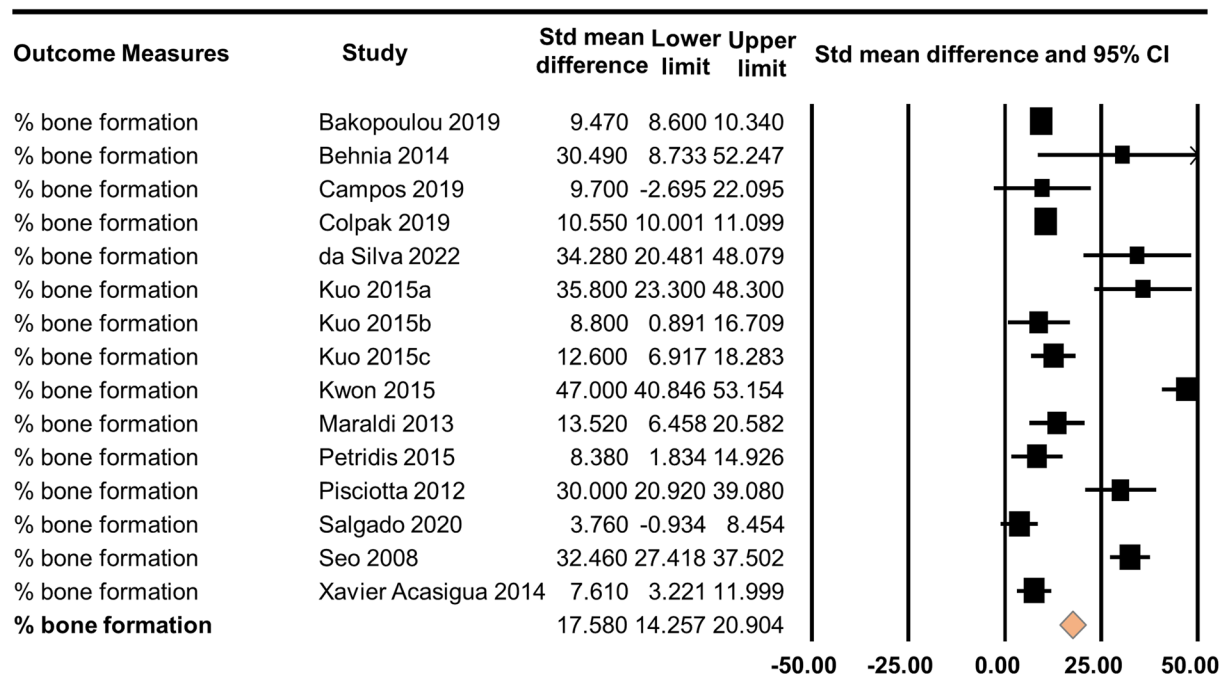 Outcome Measures Study Std mean difference Lower limit Upper limit Std mean difference and 95% CI
% bone formation Bakopoulou 2019 9.470 8.600 10.340
% bone formation Behnia 2014 30.490 8.733 52.247
% bone formation Campos 2019 9.700 -2.695 22.095
% bone formation Colpak 2019 10.550 10.001 11.099
% bone formation da Silva 2022 34.280 20.481 48.079
% bone formation Kuo 2015a 35.800 23.300 48.300
% bone formation Kuo 2015b 8.800 0.891 16.709
% bone formation Kuo 2015c 12.600 6.917 18.283
% bone formation Kwon 2015 47.000 40.846 53.154
% bone formation Maraldi 2013 13.520 6.458 20.582
% bone formation Petridis 2015 8.380 1.834 14.926
% bone formation Pisciotta 2012 30.000 20.920 39.080
% bone formation Salgado 2020 3.760 -0.934 8.454
% bone formation Seo 2008 32.460 27.418 37.502
% bone formation Xavier Acasigua 2014 7.610 3.221 11.999
% bone formation 17.580 14.257 20.904
-50.00 -25.00 0.00 25.00 50.00